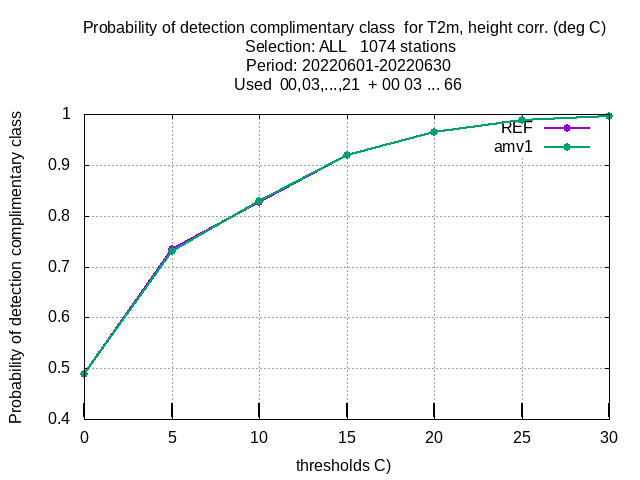 Probability of detection complimentary class  for T2m, height corr. (deg C)
Selection: ALL   1074 stations
Period: 20220601-20220630
Used  00,03,...,21  + 00 03 ... 66
Probability of detection complimentary class
1
0.9
0.8
0.7
0.6
0.5
0.4
REF
amv1
0 5 10 15 20 25 30
thresholds C)